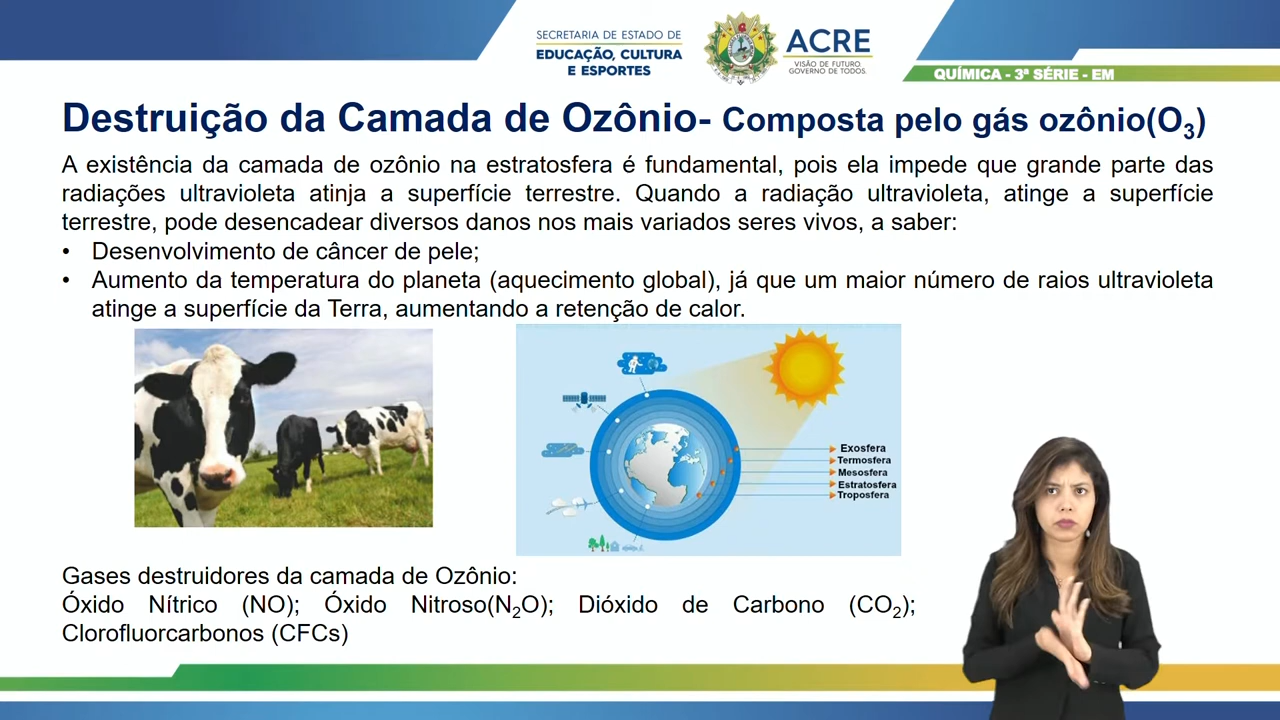 SECRETARIA DE ESTADO DE
EDUCAÇÃO, CULTURA
E ESPORTES
ACRE
VISÃO DE FUTURO.
GOVERNO DE TODOS.
QUÍMICA - 3ª SÉRIE - EM
Destruição da Camada de Ozônio- Composta pelo gás ozônio(O₃)
A existência da camada de ozônio na estratosfera é fundamental, pois ela impede que grande parte das
radiações ultravioleta atinja a superfície terrestre. Quando a radiação ultravioleta, atinge a superfície
terrestre, pode desencadear diversos danos nos mais variados seres vivos, a saber:
• Desenvolvimento de câncer de pele;
• Aumento da temperatura do planeta (aquecimento global), já que um maior número de raios ultravioleta
atinge a superfície da Terra, aumentando a retenção de calor.
Exosfera
Termosfera
Mesosfera
Estratosfera
Troposfera
Gases destruidores da camada de Ozônio:
Óxido Nítrico (NO); Óxido Nitroso(N₂O); Dióxido de Carbono (CO₂);
Clorofluorcarbonos (CFCs)